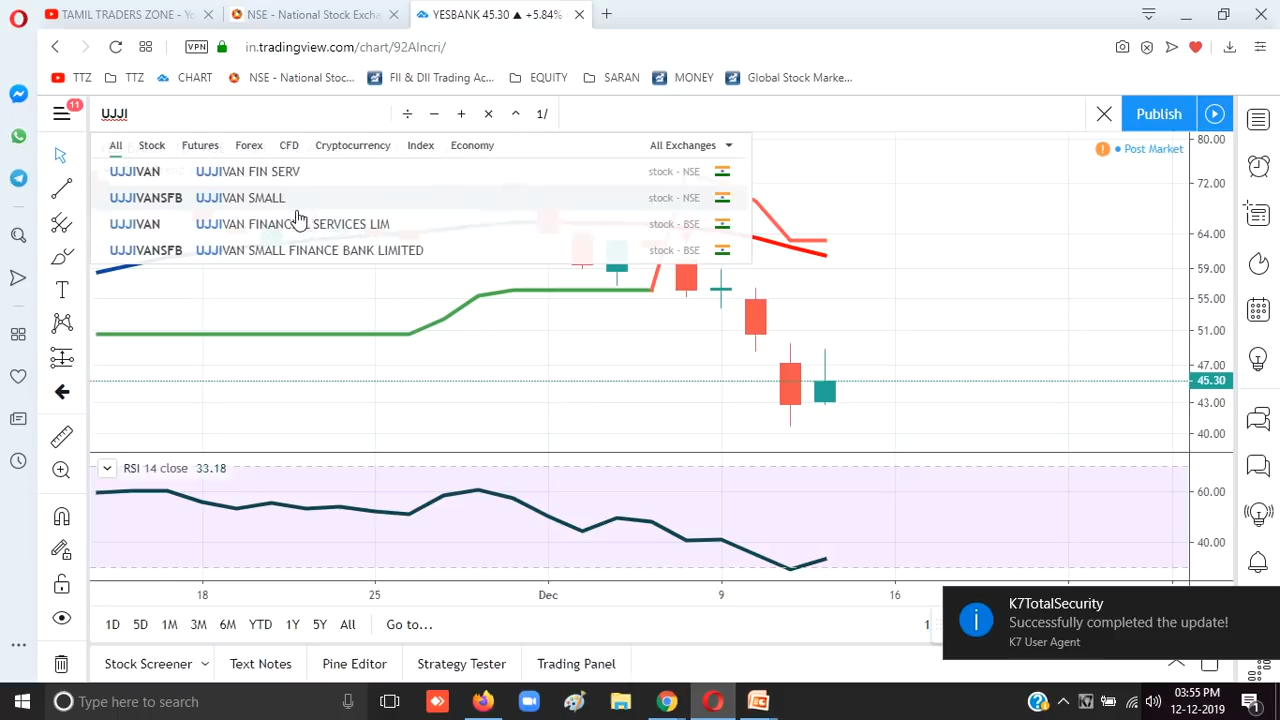 TAMIL TRADERS ZONE - Yo
NSE - National Stock Excha
YESBANK 45.30 ▲ +5.84%
VPN
in.tradingview.com/chart/92AIncri/
TTZ
TTZ
CHART
NSE - National Stoc...
FII & DII Trading Ac...
EQUITY
SARAN
MONEY
Global Stock Marke...
11
UJJI
÷ − + × ^ 1/
Publish
All Stock Futures Forex CFD Cryptocurrency Index Economy All Exchanges
UJJIVAN UJJIVAN FIN SERV stock - NSE
UJJIVANSFB UJJIVAN SMALL stock - NSE
UJJIVAN UJJIVAN FINANCIAL SERVICES LIM stock - BSE
UJJIVANSFB UJJIVAN SMALL FINANCE BANK LIMITED stock - BSE
Post Market
80.00
72.00
64.00
59.00
55.00
51.00
47.00
45.30
43.00
40.00
RSI 14 close 33.18
60.00
40.00
18 25 Dec 9 16
1D 5D 1M 3M 6M YTD 1Y 5Y All Go to...
K7TotalSecurity
Successfully completed the update!
K7 User Agent
Stock Screener Text Notes Pine Editor Strategy Tester Trading Panel
Type here to search
03:55 PM
12-12-2019
1